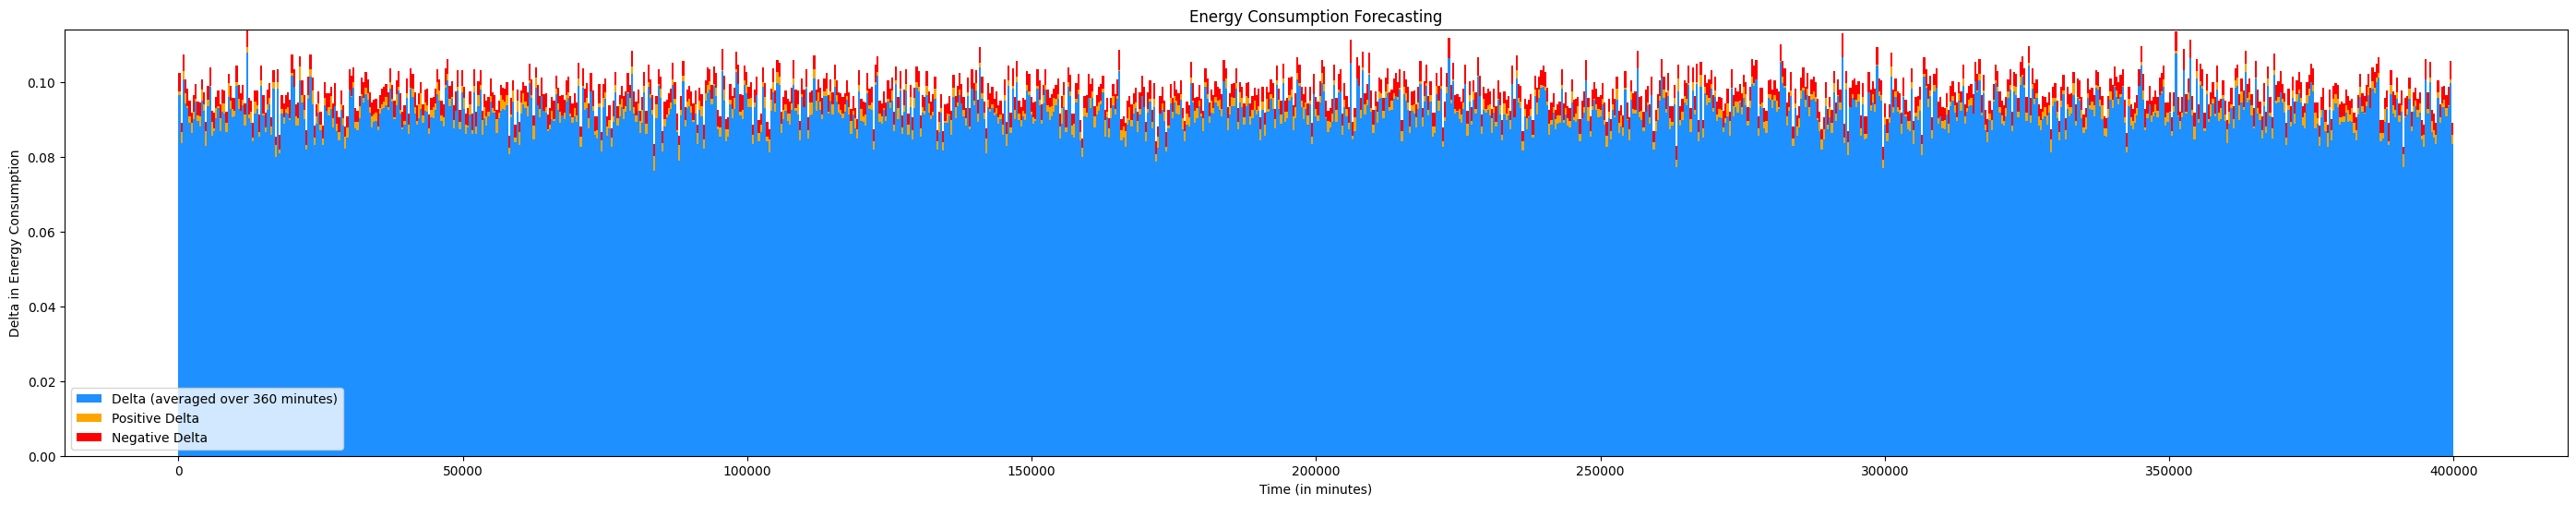 Energy Consumption Forecasting
Delta in Energy Consumption
0.10
0.08
0.06
0.04
0.02
0.00
Delta (averaged over 360 minutes)
Positive Delta
Negative Delta
0 50000 100000 150000 200000 250000 300000 350000 400000
Time (in minutes)